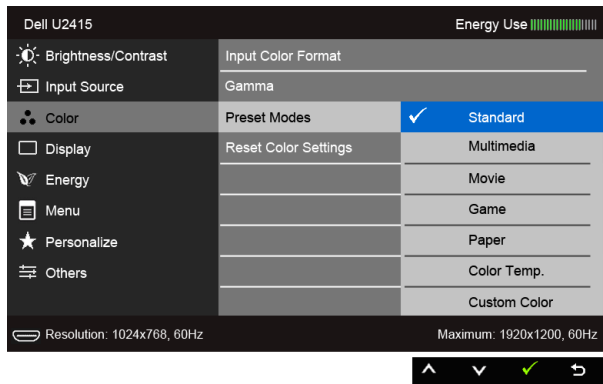 Dell U2415 Energy Use
Brightness/Contrast Input Color Format
Input Source Gamma
Color Preset Modes Standard
Display Reset Color Settings Multimedia
Energy Movie
Menu Game
Personalize Paper
Others Color Temp.
Custom Color
Resolution: 1024x768, 60Hz Maximum: 1920x1200, 60Hz